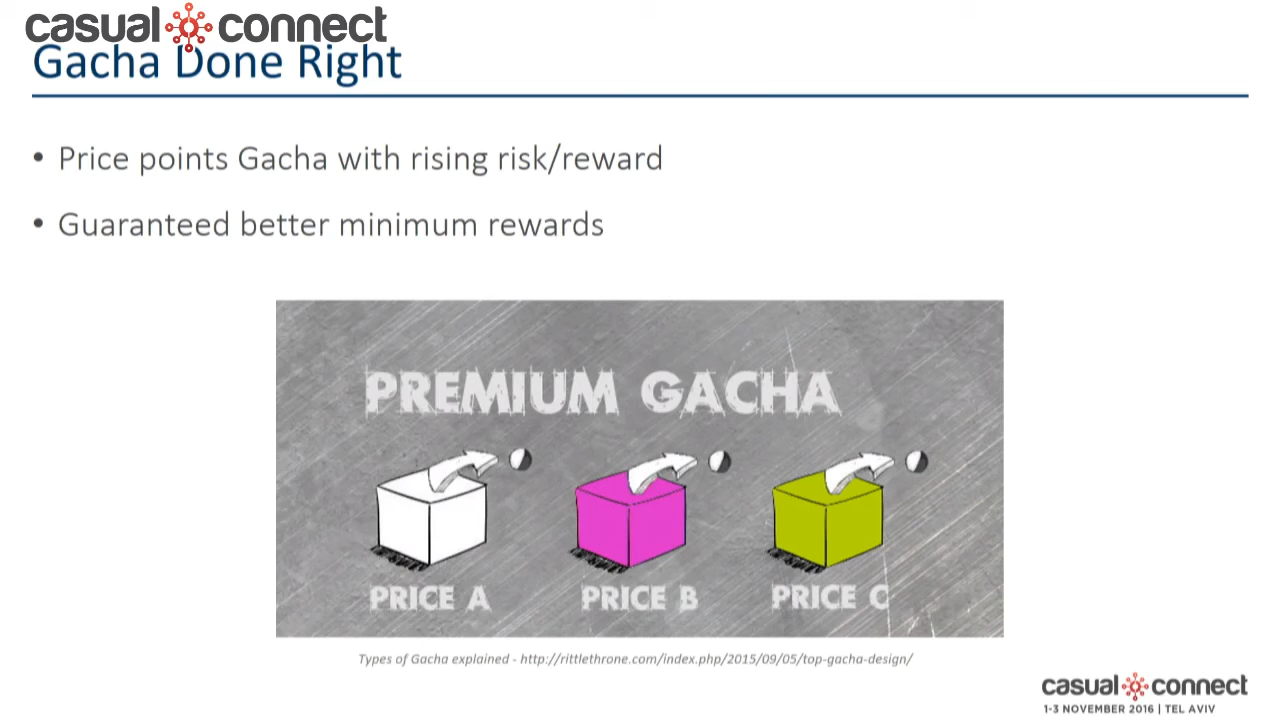 casual connect
Gacha Done Right
• Price points Gacha with rising risk/reward
• Guaranteed better minimum rewards
PREMIUM GACHA
PRICE A
PRICE B
PRICE C
Types of Gacha explained - http://rittlethrone.com/index.php/2015/09/05/top-gacha-design/
casual connect
1-3 NOVEMBER 2016 | TEL AVIV